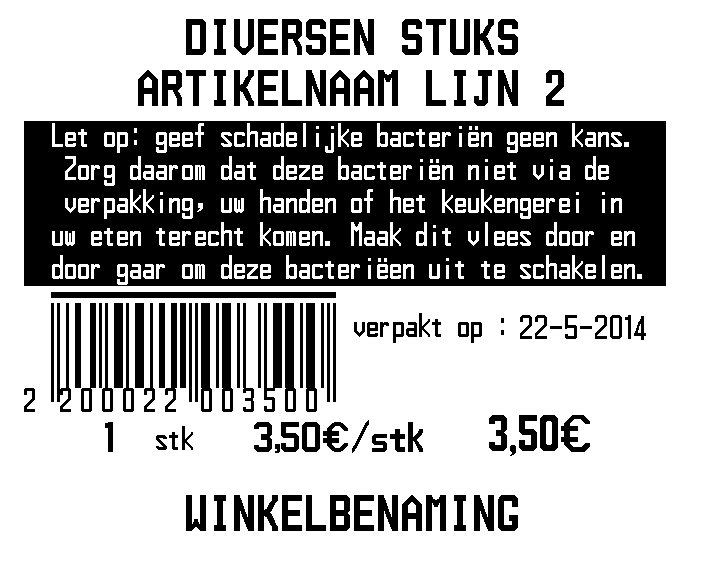 DIVERSEN STUKS
ARTIKELNAAM LIJN 2
Let op: geef schadelijke bacteriën geen kans.
Zorg daarom dat deze bacteriën niet via de
verpakking, uw handen of het keukengerei in
uw eten terecht komen. Maak dit vlees door en
door gaar om deze bacteriëen uit te schakelen.
verpakt op : 22-5-2014
2 200022 003500
1 stk 3,50€/stk 3,50€
WINKELBENAMING